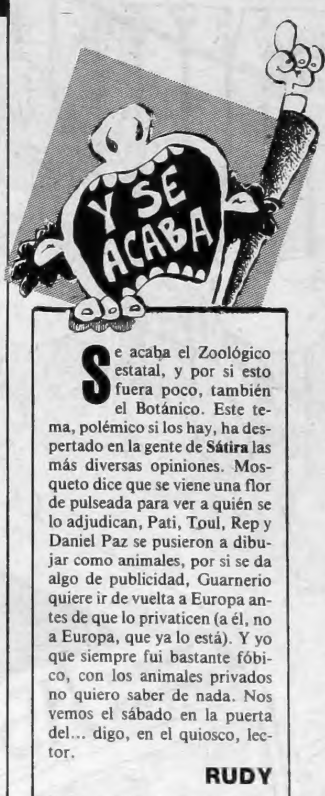 Y SE
ACABA
Se acaba el Zoológico
estatal, y por si esto
fuera poco, también
el Botánico. Este te-
ma, polémico si los hay, ha des-
pertado en la gente de Sátira las
más diversas opiniones. Mos-
queto dice que se viene una flor
de pulseada para ver a quién se
lo adjudican, Pati, Toul, Rep y
Daniel Paz se pusieron a dibu-
jar como animales, por si se da
algo de publicidad, Guarnerio
quiere ir de vuelta a Europa an-
tes de que lo privaticen (a él, no
a Europa, que ya lo está). Y yo
que siempre fui bastante fóbi-
co, con los animales privados
no quiero saber de nada. Nos
vemos el sábado en la puerta
del... digo, en el quiosco, lec-
tor.
RUDY